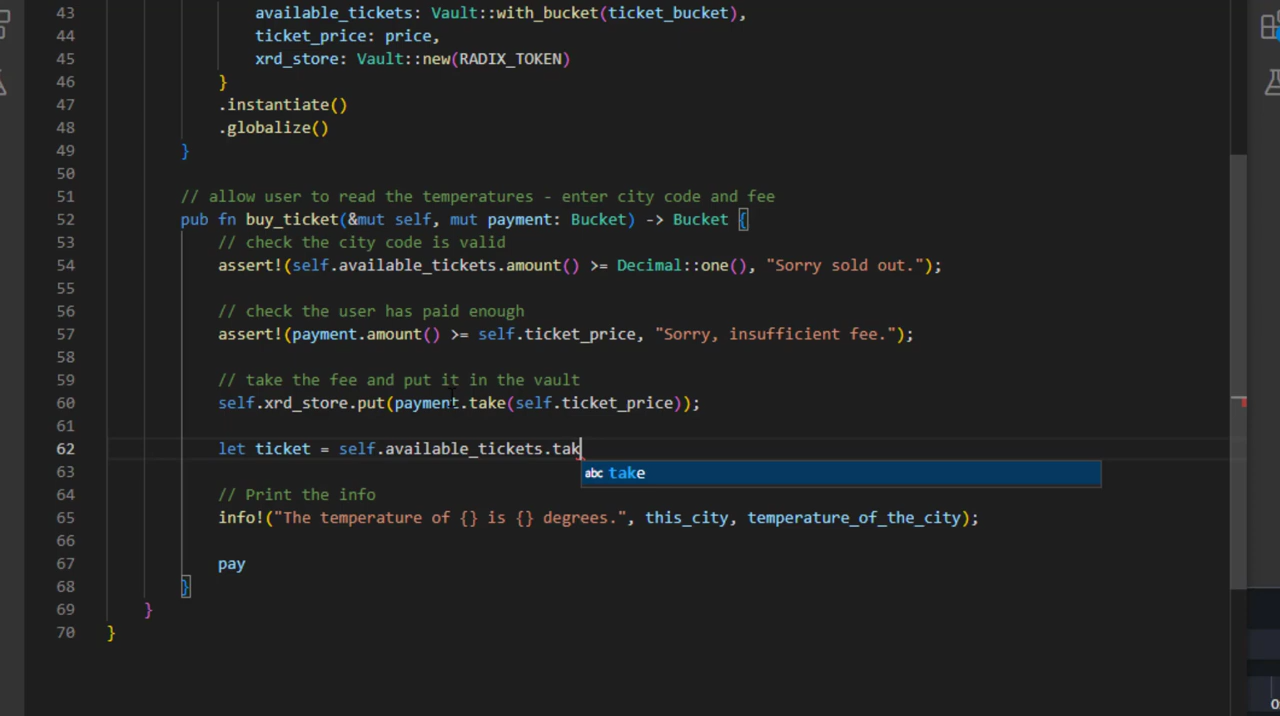 43 available_tickets: Vault::with_bucket(ticket_bucket),
44 ticket_price: price,
45 xrd_store: Vault::new(RADIX_TOKEN)
46 }
47 .instantiate()
48 .globalize()
49 }
50
51 // allow user to read the temperatures - enter city code and fee
52 pub fn buy_ticket(&mut self, mut payment: Bucket) -> Bucket {
53 // check the city code is valid
54 assert!(self.available_tickets.amount() >= Decimal::one(), "Sorry sold out.");
55
56 // check the user has paid enough
57 assert!(payment.amount() >= self.ticket_price, "Sorry, insufficient fee.");
58
59 // take the fee and put it in the vault
60 self.xrd_store.put(payment.take(self.ticket_price));
61
62 let ticket = self.available_tickets.tak
abc take
63
64 // Print the info
65 info!("The temperature of {} is {} degrees.", this_city, temperature_of_the_city);
66
67 pay
68 }
69 }
70 }